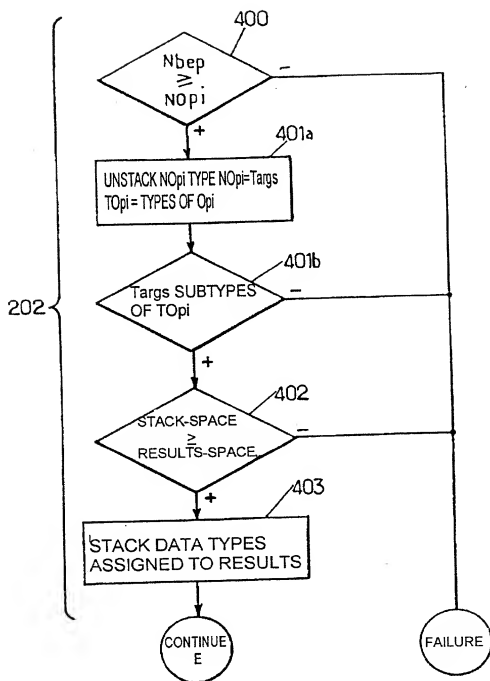 400
Nbep
≥
NOpi
−
+
401a
UNSTACK NOpi TYPE NOpi=Targs
TOpi = TYPES OF Opi
401b
Targs SUBTYPES
OF TOpi
−
202
+
402
STACK-SPACE
≥
RESULTS-SPACE
−
+
403
STACK DATA TYPES
ASSIGNED TO RESULTS
CONTINUE
E
FAILURE